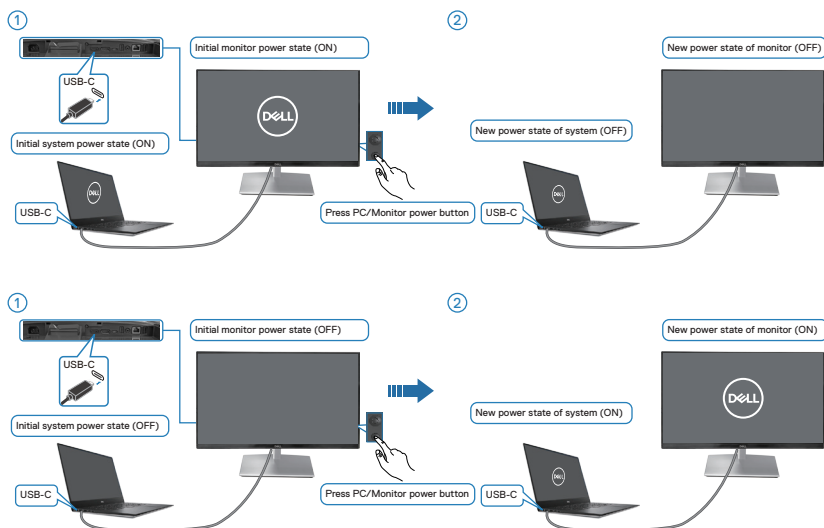 1
Initial monitor power state (ON)
USB-C
DELL
Initial system power state (ON)
DELL
USB-C
Press PC/Monitor power button
2
New power state of monitor (OFF)
New power state of system (OFF)
DELL
USB-C
1
Initial monitor power state (OFF)
USB-C
Initial system power state (OFF)
USB-C
Press PC/Monitor power button
2
New power state of monitor (ON)
DELL
New power state of system (ON)
DELL
USB-C